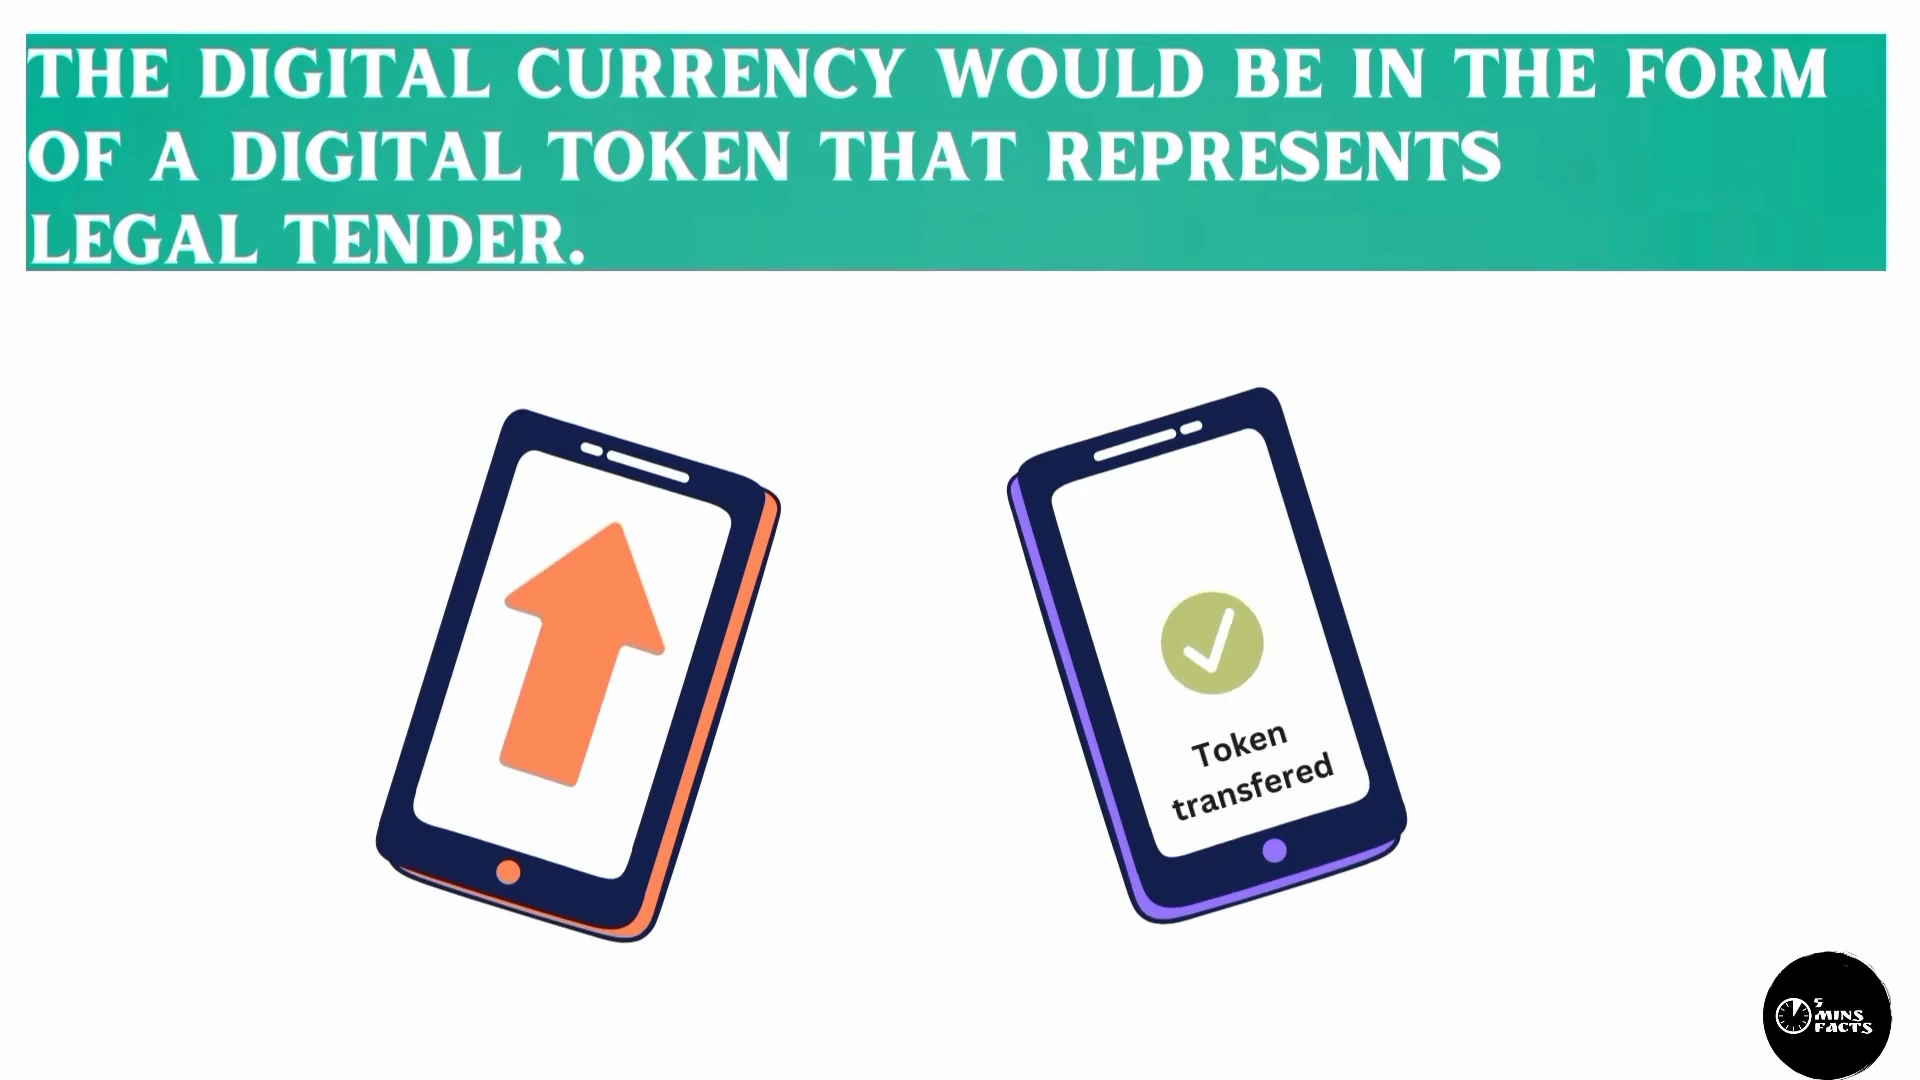 THE DIGITAL CURRENCY WOULD BE IN THE FORM
OF A DIGITAL TOKEN THAT REPRESENTS
LEGAL TENDER.
Token
transfered
5
MINS
FACTS